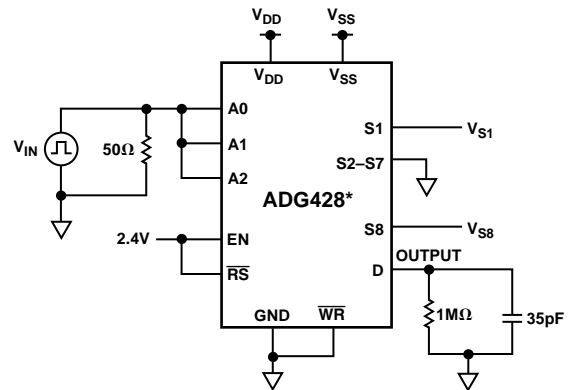 VDD
VSS
VDD
VSS
A0
A1
A2
VIN
50Ω
S1
VS1
S2–S7
ADG428*
S8
VS8
2.4V
EN
RS
OUTPUT
D
1MΩ
35pF
GND
WR